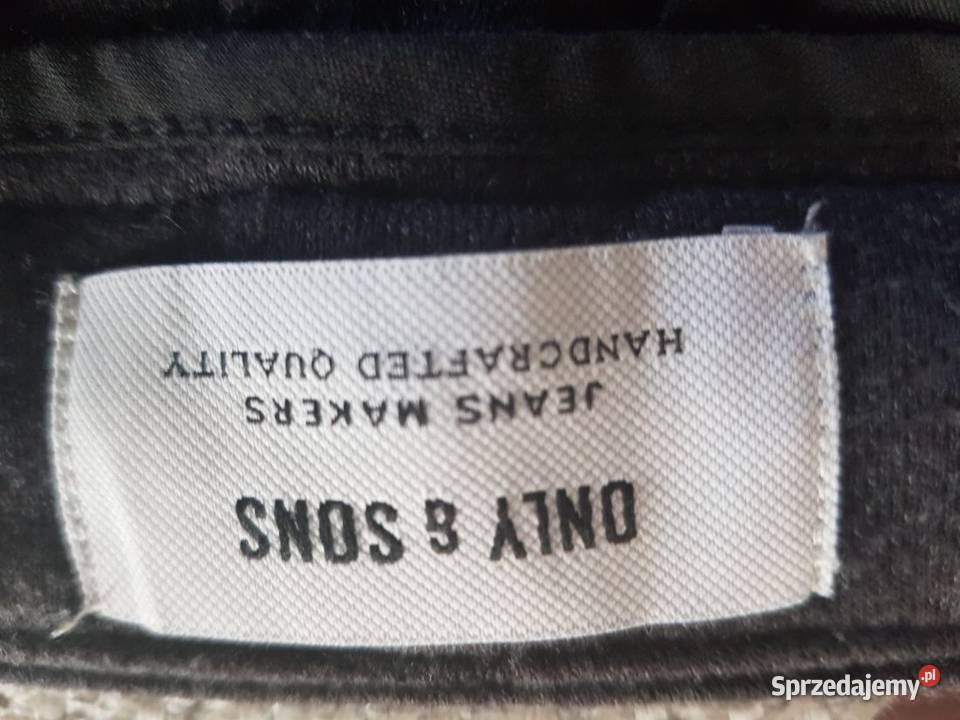 ONLY & SONS
JEANS MAKERS
HANDCRAFTED QUALITY
Sprzedajemy.pl